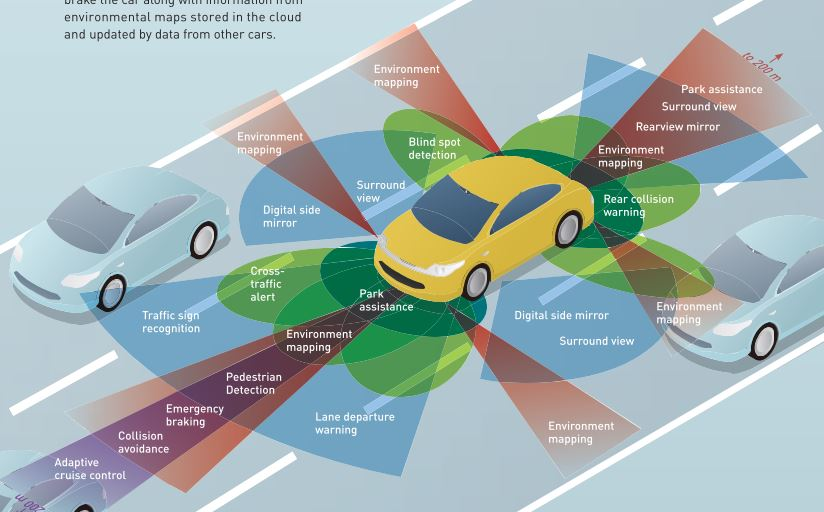 brake the car along with information from
environmental maps stored in the cloud
and updated by data from other cars.
to 200 m
Environment
mapping
Park assistance
Surround view
Rearview mirror
Environment
mapping
Environment
mapping
Blind spot
detection
Surround
view
Digital side
mirror
Rear collision
warning
Cross-
traffic
alert
Park
assistance
Traffic sign
recognition
Environment
mapping
Digital side mirror
Surround view
Environment
mapping
Pedestrian
Detection
Emergency
braking
Collision
avoidance
Adaptive
cruise control
Lane departure
warning
Environment
mapping
200 m